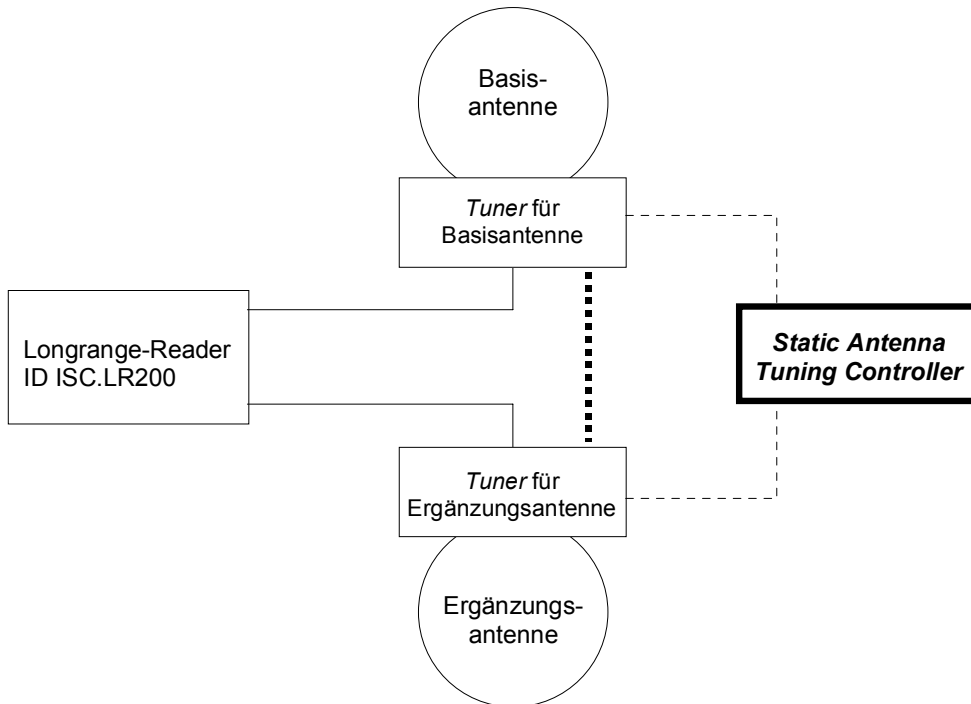 Basis-
antenne
Tuner für
Basisantenne
Longrange-Reader
ID ISC.LR200
Static Antenna
Tuning Controller
Tuner für
Ergänzungsantenne
Ergänzungs-
antenne